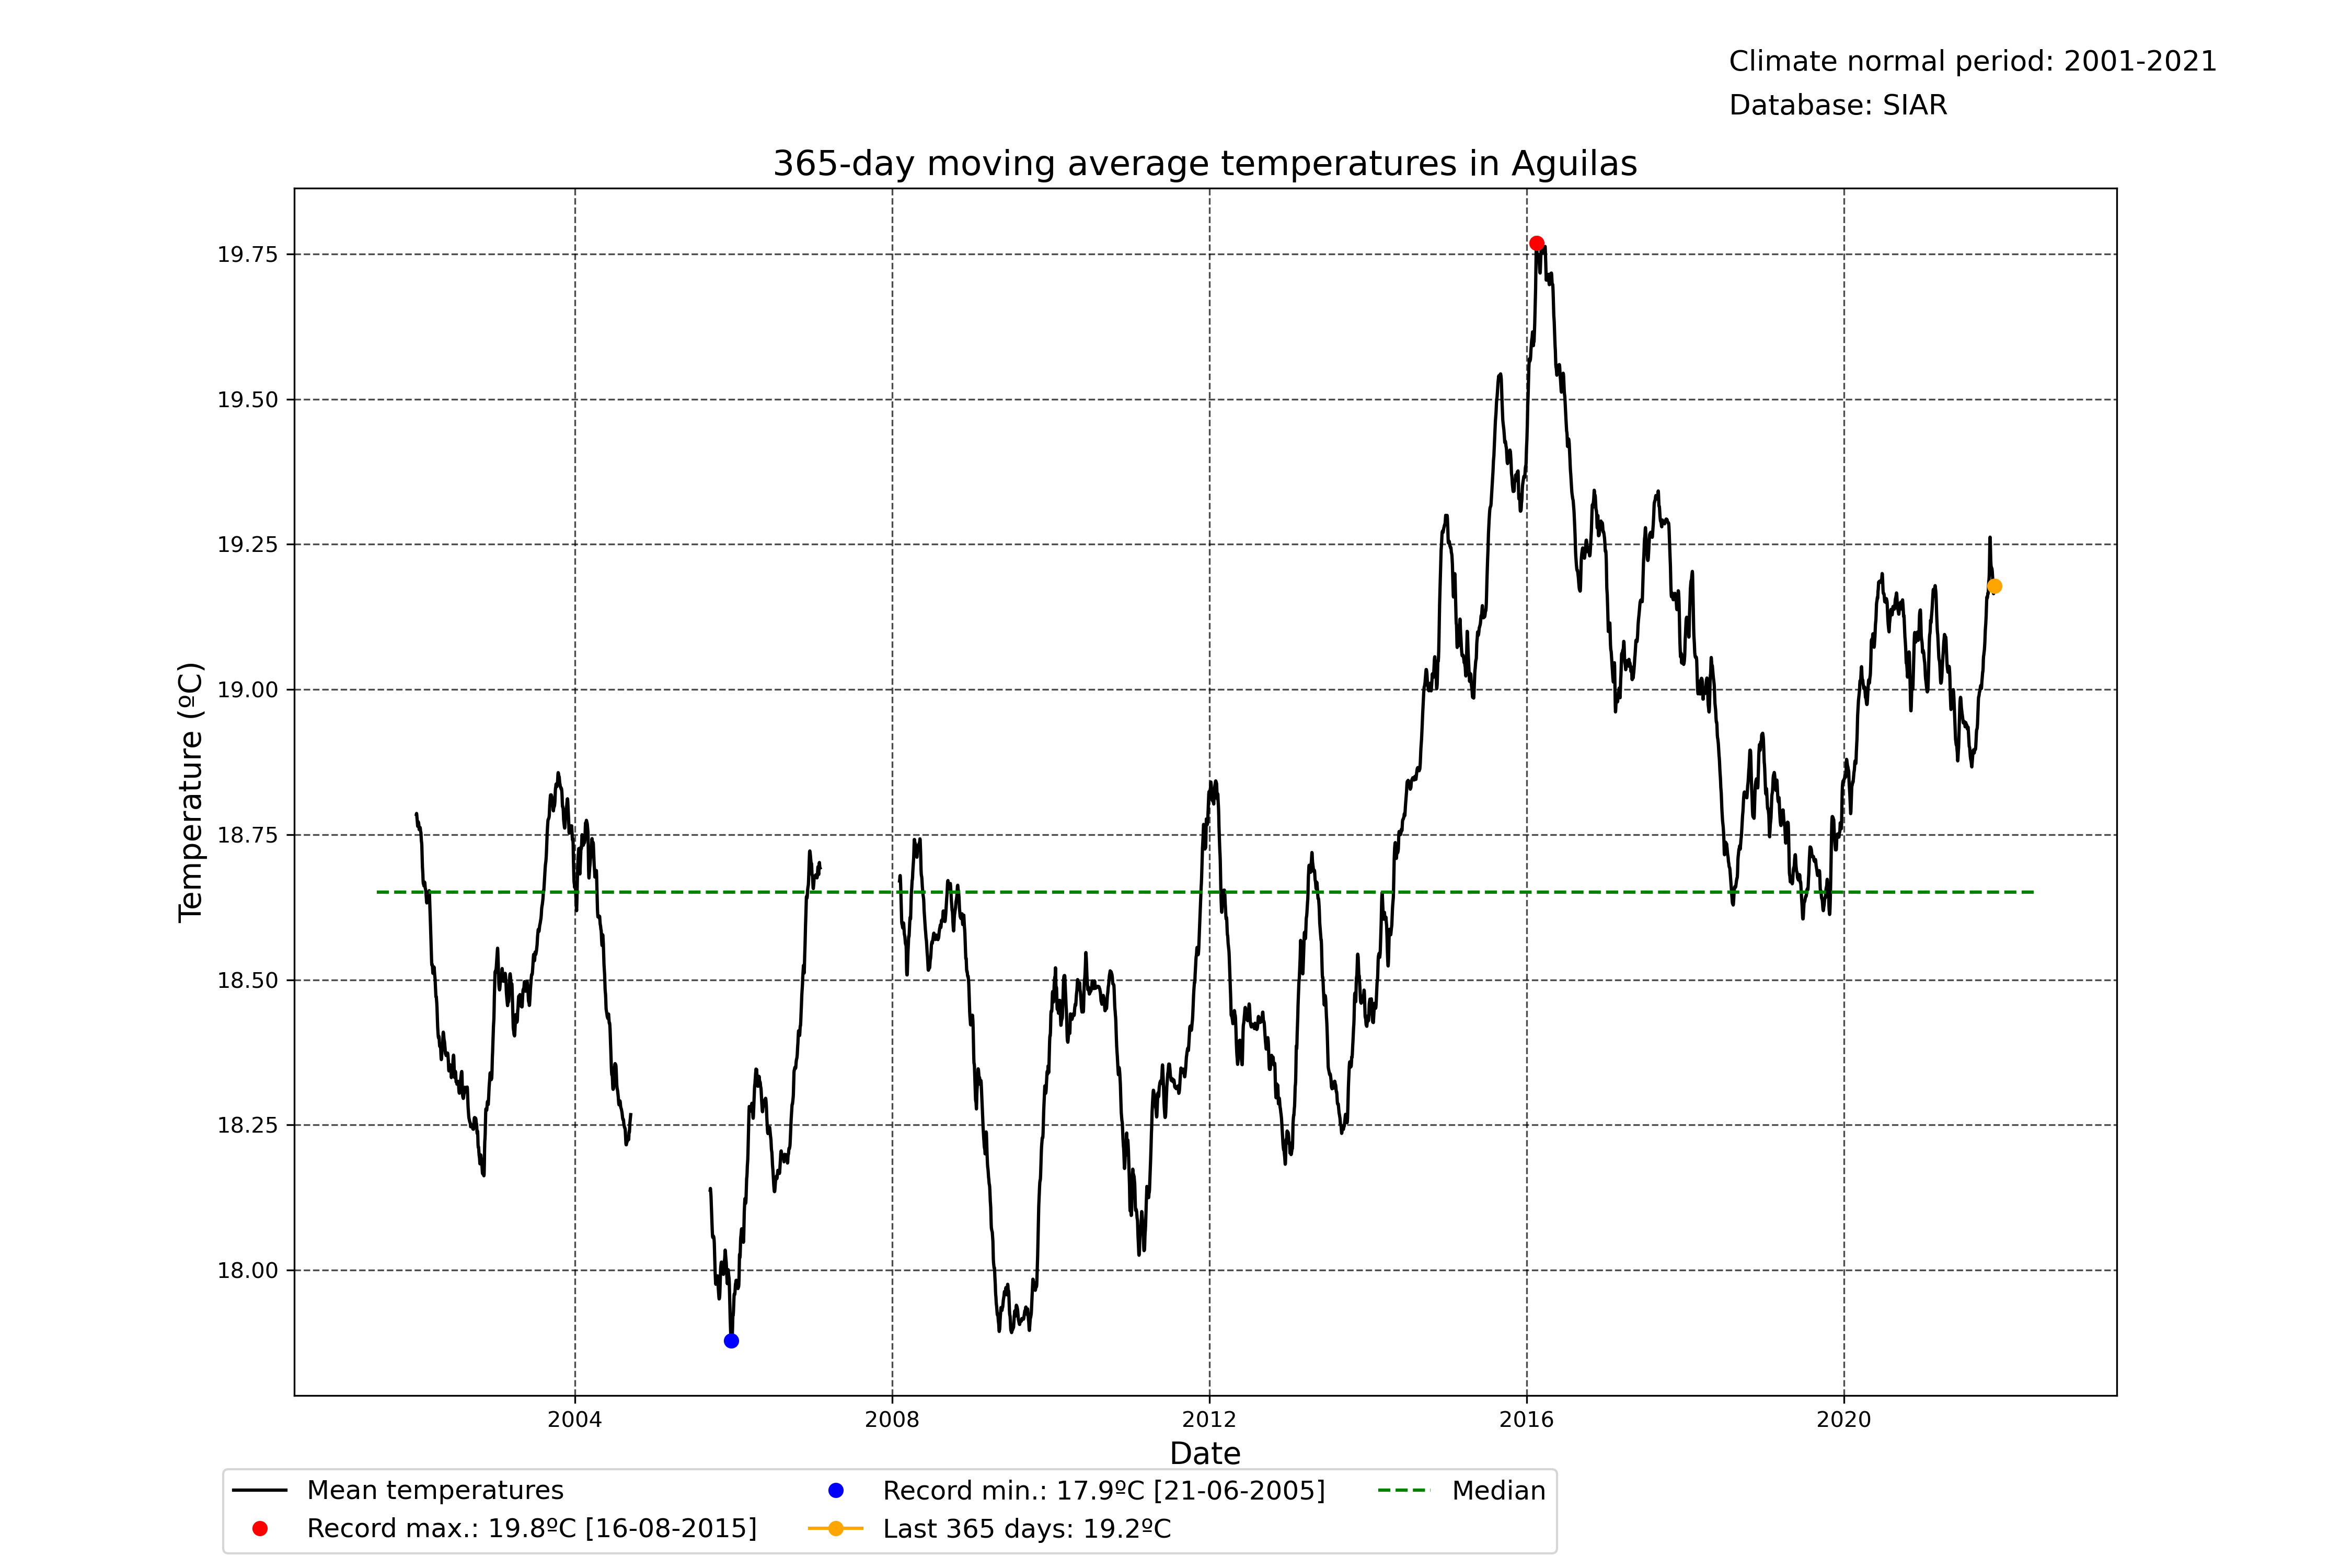 Climate normal period: 2001-2021
Database: SIAR
365-day moving average temperatures in Aguilas
Temperature (ºC)
19.75
19.50
19.25
19.00
18.75
18.50
18.25
18.00
2004 2008 2012 2016 2020
Date
Mean temperatures
Record max.: 19.8ºC [16-08-2015]
Record min.: 17.9ºC [21-06-2005]
Last 365 days: 19.2ºC
Median